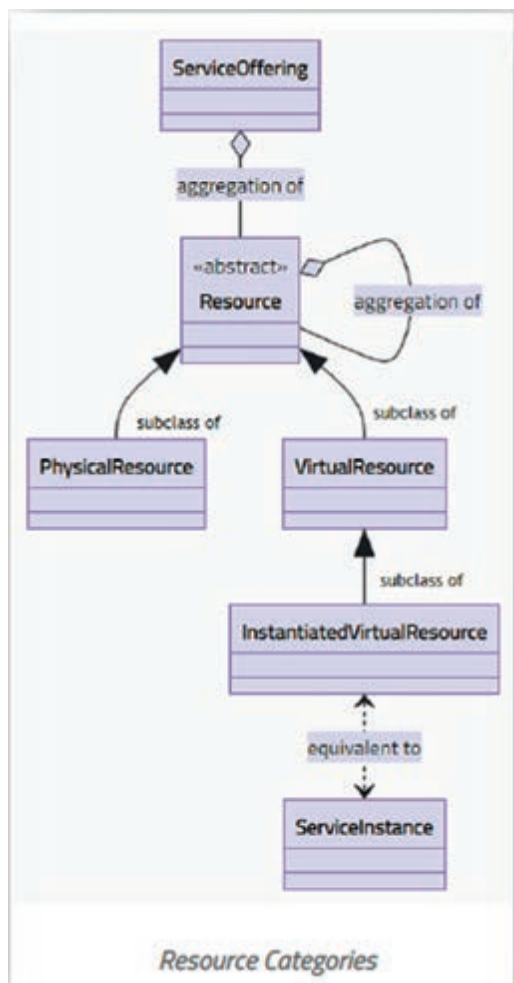 ServiceOffering
aggregation of
«abstract»
Resource
aggregation of
subclass of
subclass of
PhysicalResource
VirtualResource
subclass of
InstantiatedVirtualResource
equivalent to
ServiceInstance
Resource Categories